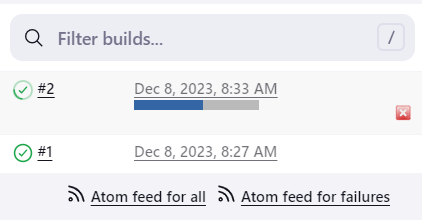 Filter builds... /
#2 Dec 8, 2023, 8:33 AM
#1 Dec 8, 2023, 8:27 AM
Atom feed for all Atom feed for failures